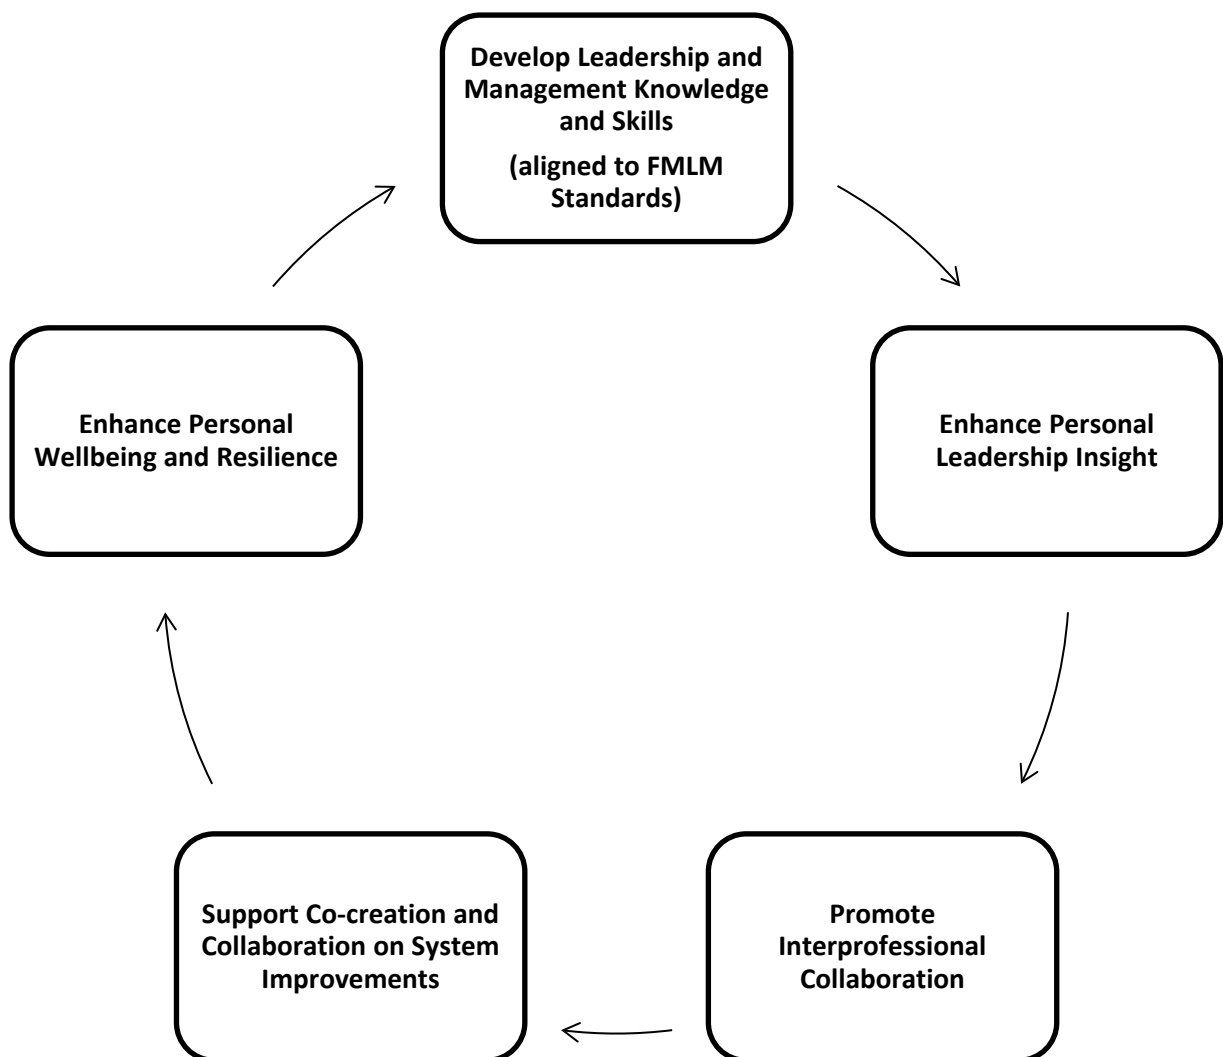 Develop Leadership and
Management Knowledge
and Skills
(aligned to FMLM
Standards)
Enhance Personal
Leadership Insight
Promote
Interprofessional
Collaboration
Support Co-creation and
Collaboration on System
Improvements
Enhance Personal
Wellbeing and Resilience